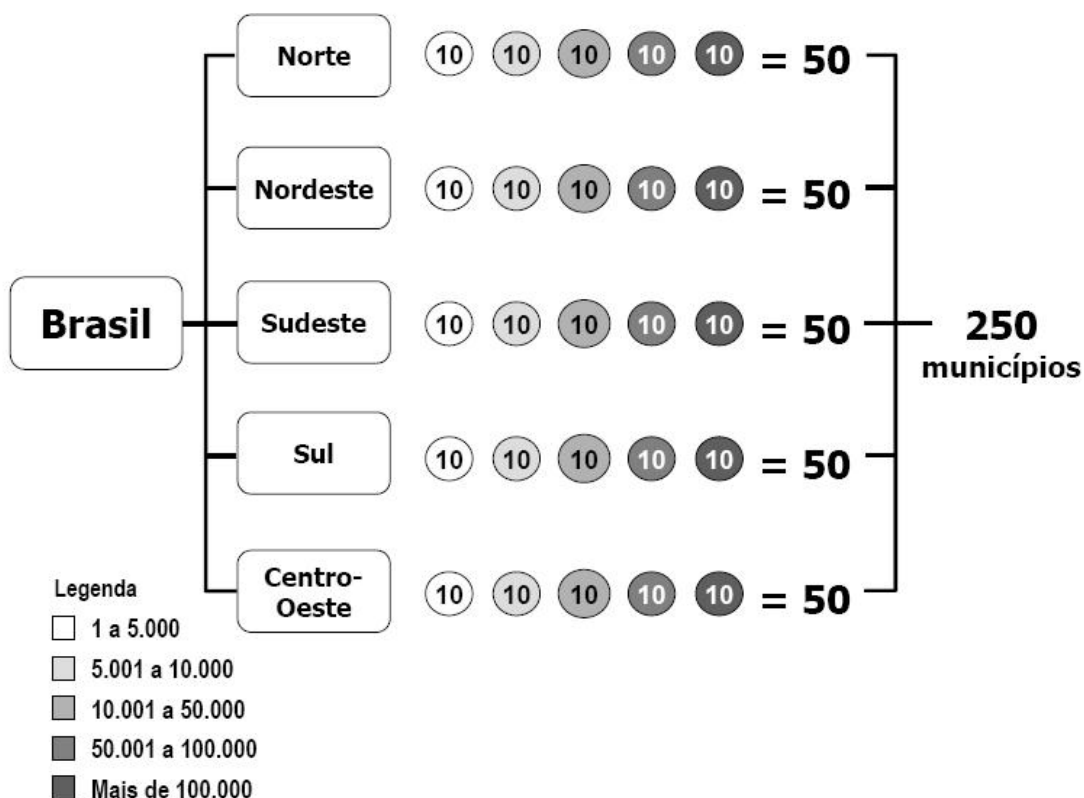 Norte 10 10 10 10 10 = 50
Nordeste 10 10 10 10 10 = 50
Brasil
Sudeste 10 10 10 10 10 = 50
250
municípios
Sul 10 10 10 10 10 = 50
Centro-
Oeste 10 10 10 10 10 = 50
Legenda
1 a 5.000
5.001 a 10.000
10.001 a 50.000
50.001 a 100.000
Mais de 100.000